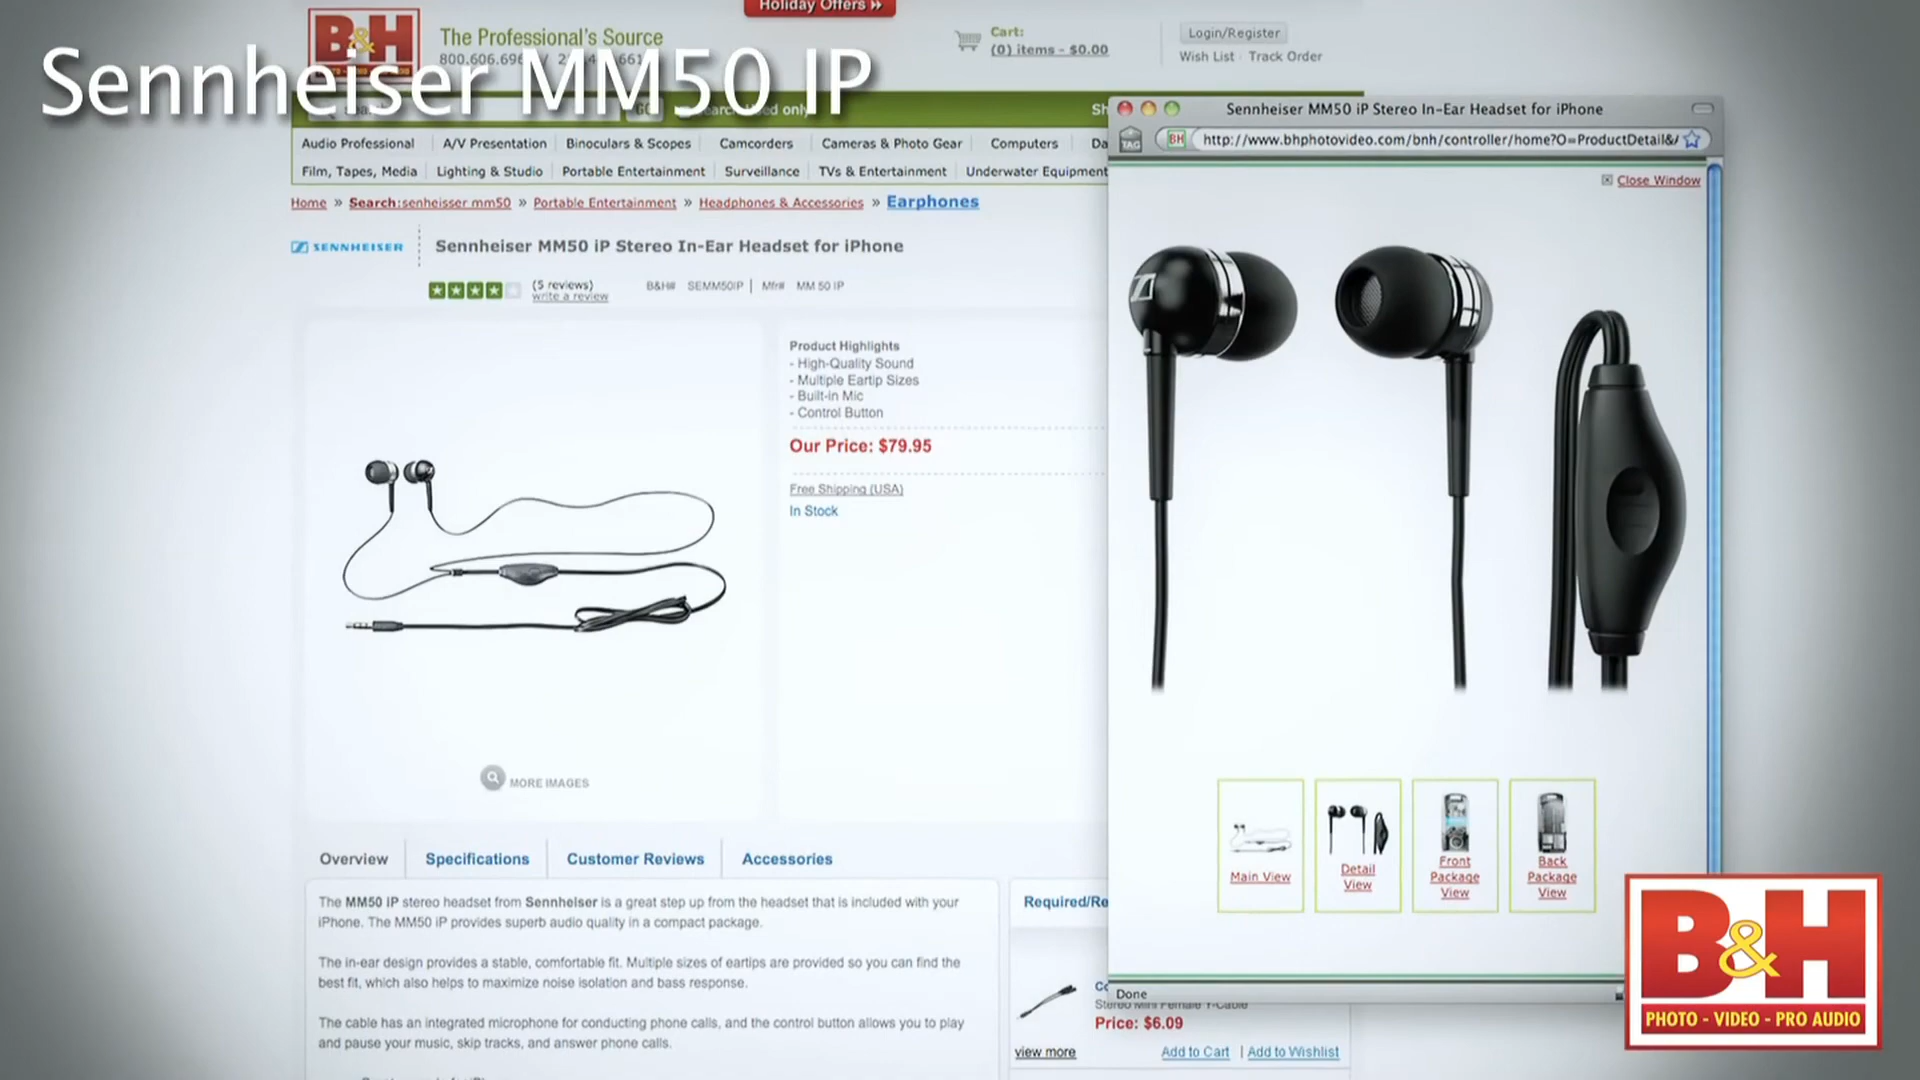 Holiday Offers
B&H
The Professional's Source
Cart:
(0) items - $0.00
Login/Register
Wish List · Track Order
Sennheiser MM50 IP
Audio Professional
A/V Presentation
Binoculars & Scopes
Camcorders
Cameras & Photo Gear
Computers
Film, Tapes, Media
Lighting & Studio
Portable Entertainment
Surveillance
TVs & Entertainment
Underwater Equipment
Home » Search:senheisser mm50 » Portable Entertainment » Headphones & Accessories » Earphones
SENNHEISER
Sennheiser MM50 iP Stereo In-Ear Headset for iPhone
(5 reviews)
write a review
B&H# SEMM50IP | Mfr# MM 50 IP
Product Highlights
- High-Quality Sound
- Multiple Eartip Sizes
- Built-in Mic
- Control Button
Our Price: $79.95
Free Shipping (USA)
In Stock
MORE IMAGES
Overview
Specifications
Customer Reviews
Accessories
The MM50 iP stereo headset from Sennheiser is a great step up from the headset that is included with your
iPhone. The MM50 iP provides superb audio quality in a compact package.
The in-ear design provides a stable, comfortable fit. Multiple sizes of eartips are provided so you can find the
best fit, which also helps to maximize noise isolation and bass response.
The cable has an integrated microphone for conducting phone calls, and the control button allows you to play
and pause your music, skip tracks, and answer phone calls.
Required/Re
Stereo Mini Female Y-Cable
Price: $6.09
view more
Add to Cart | Add to Wishlist
Sennheiser MM50 iP Stereo In-Ear Headset for iPhone
TAG
BH
http://www.bhphotovideo.com/bnh/controller/home?O=ProductDetail&
Close Window
Main View
Detail
View
Front
Package
View
Back
Package
View
Done
B&H
PHOTO - VIDEO - PRO AUDIO